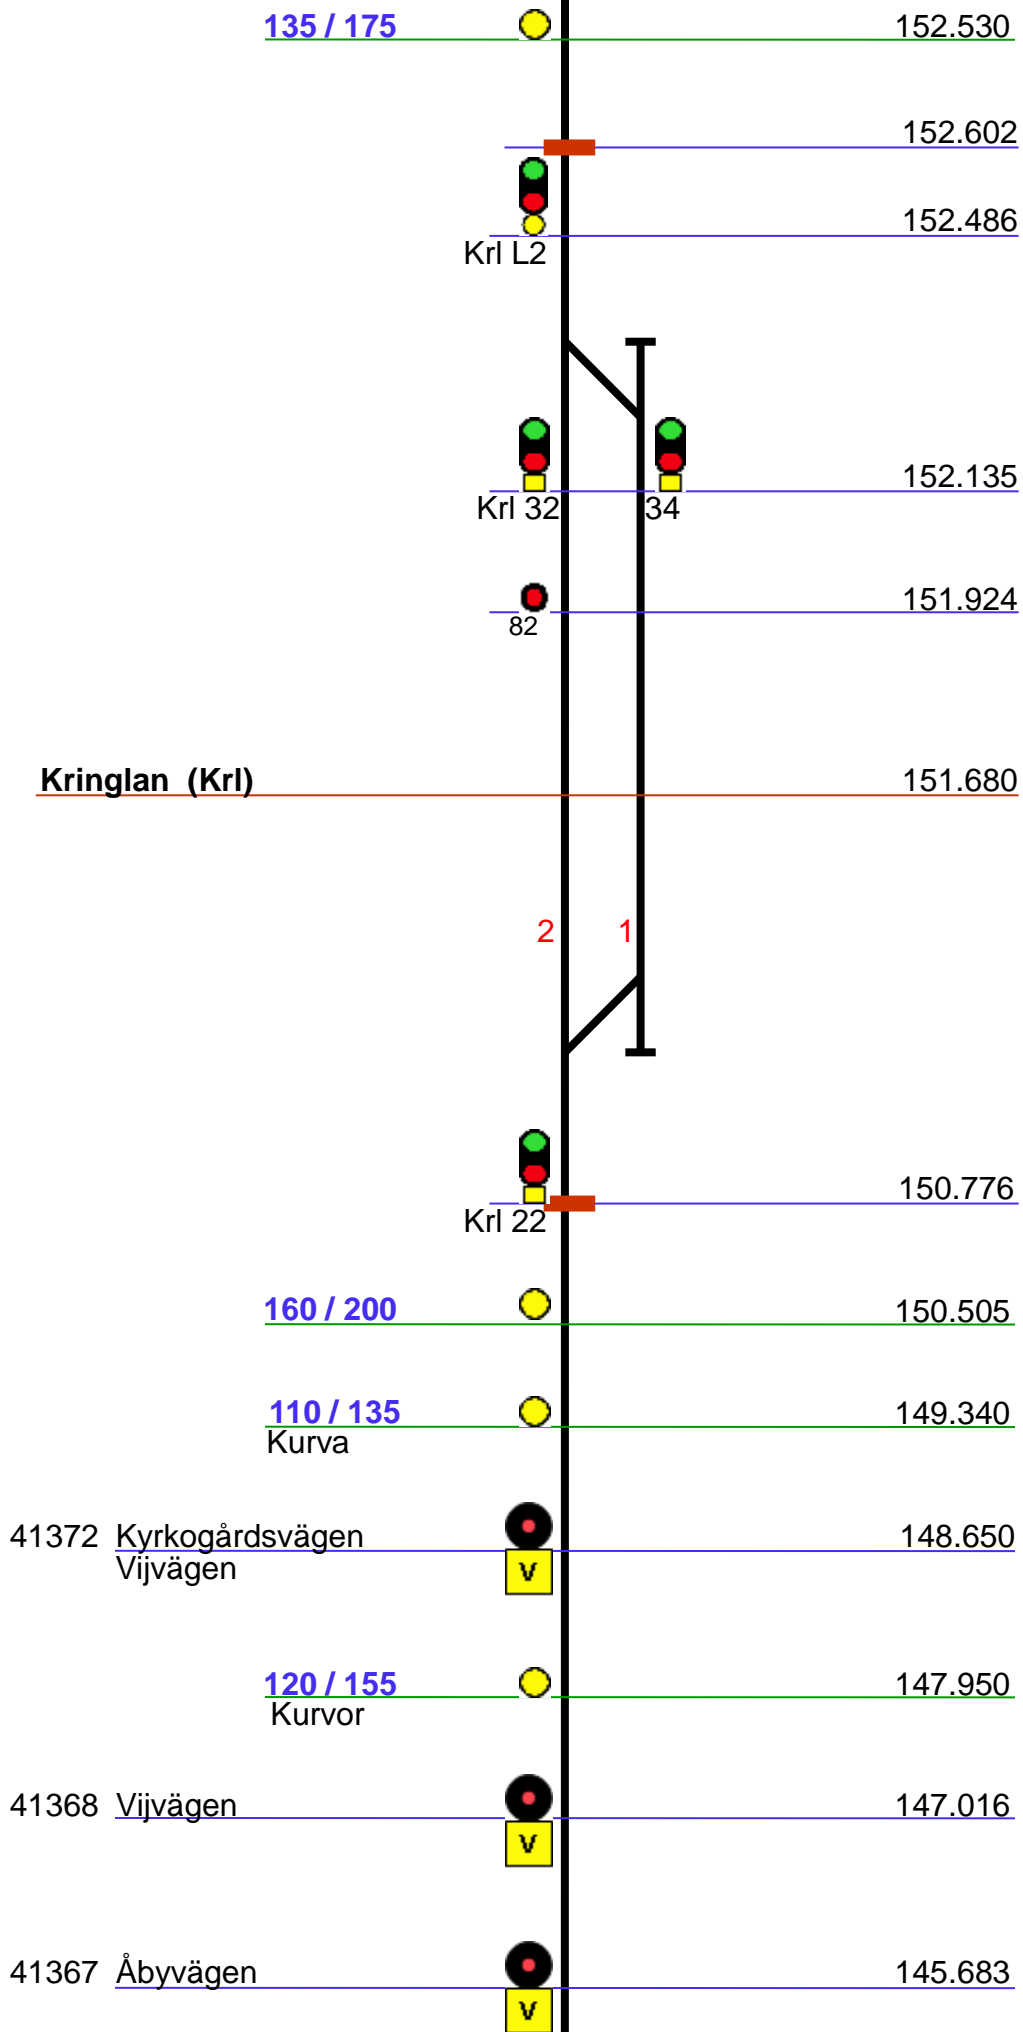 135 / 175 152.530
152.602
152.486
Krl L2
152.135
Krl 32 34
151.924
82
Kringlan (Krl) 151.680
2 1
150.776
Krl 22
160 / 200 150.505
110 / 135 149.340
Kurva
41372 Kyrkogårdsvägen 148.650
Vijvägen
V
120 / 155 147.950
Kurvor
41368 Vijvägen 147.016
V
41367 Åbyvägen 145.683
V